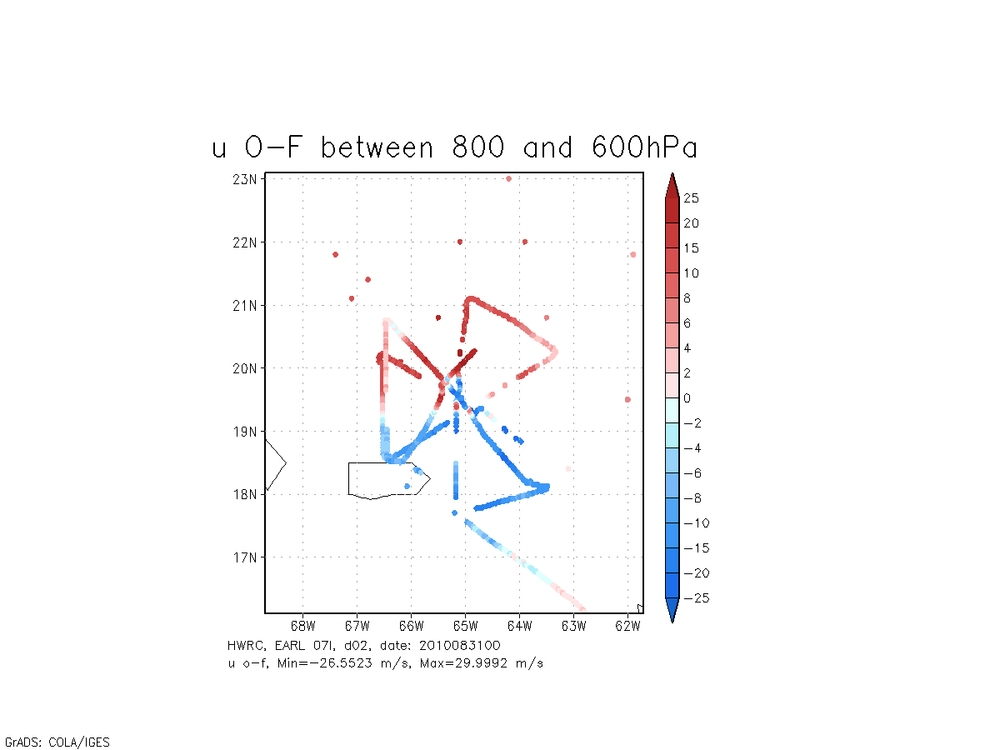 u O-F between 800 and 600hPa
23N
22N
21N
20N
19N
18N
17N
68W 67W 66W 65W 64W 63W 62W
25
20
15
10
8
6
4
2
0
-2
-4
-6
-8
-10
-15
-20
-25
HWRC, EARL 07l, d02, date: 2010083100
u o-f, Min=-26.5523 m/s, Max=29.9992 m/s
GrADS: COLA/IGES